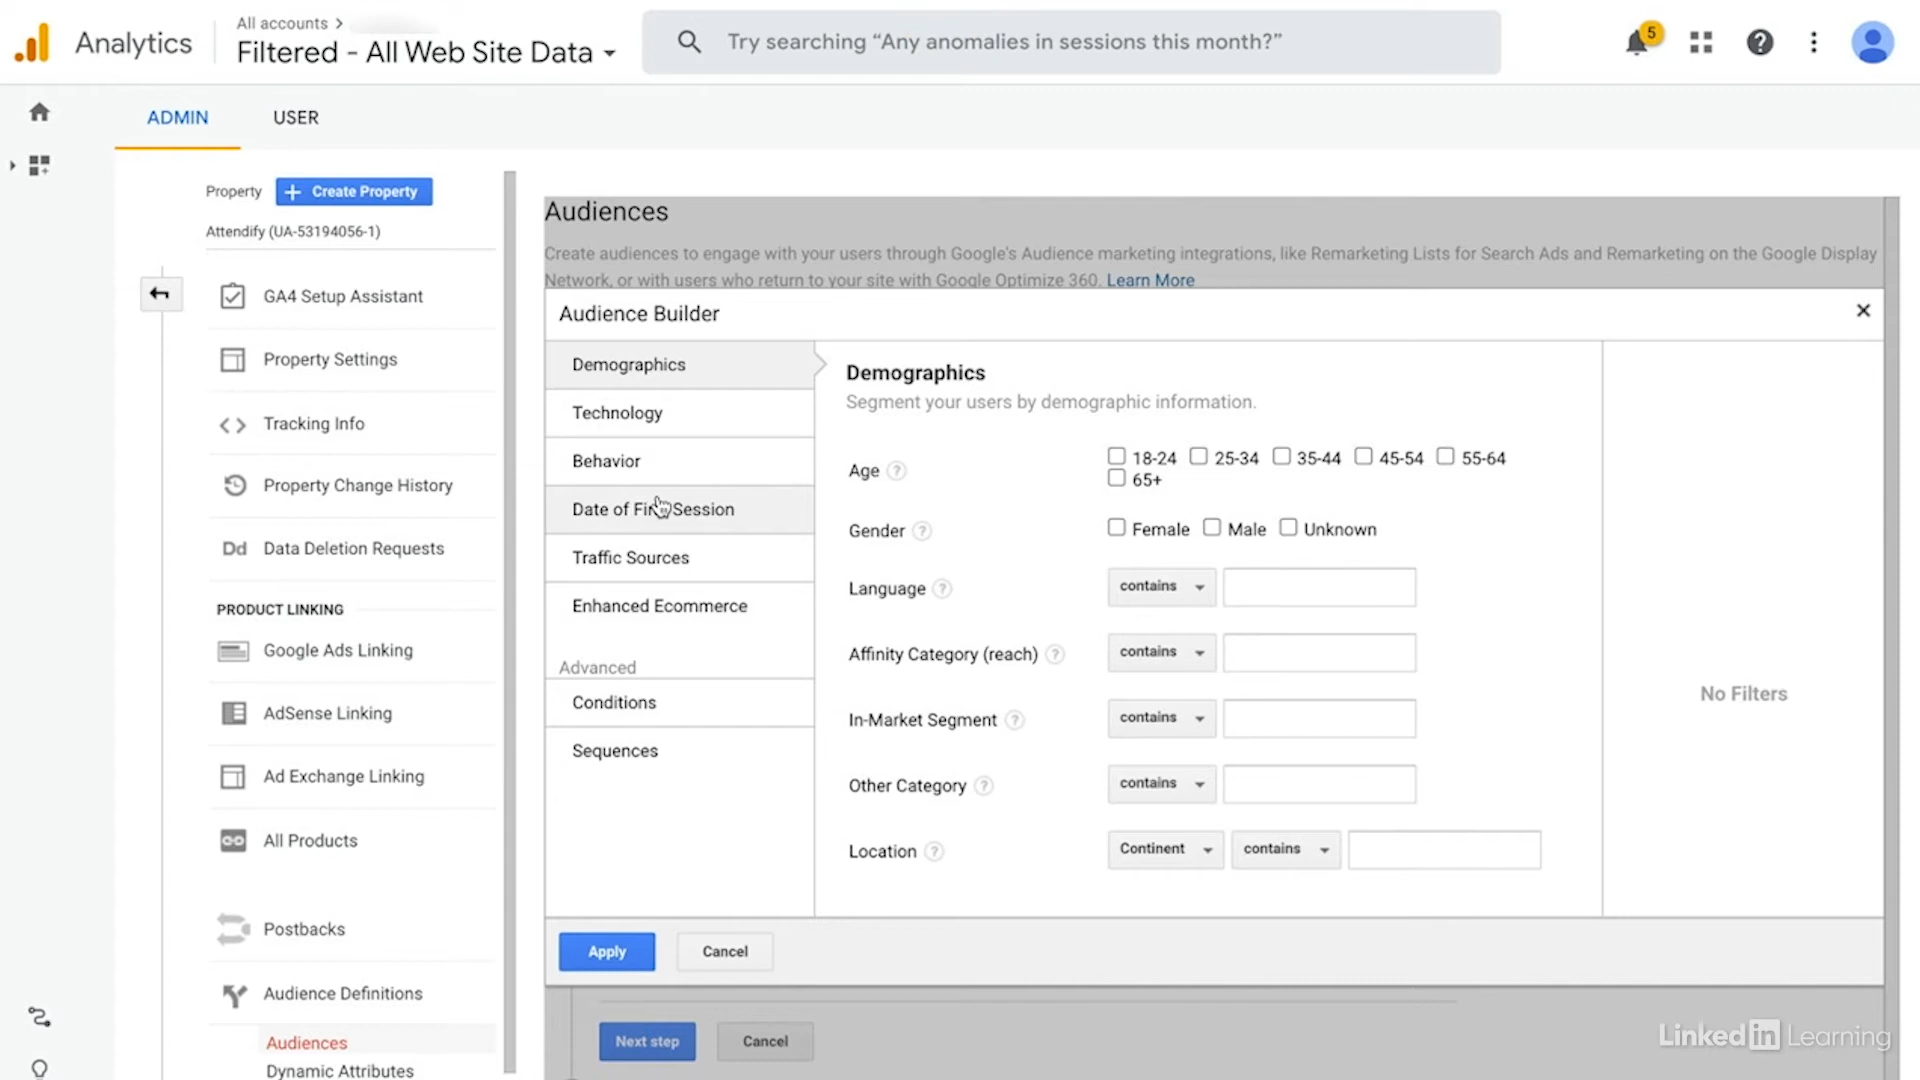 All accounts >
Analytics
Filtered - All Web Site Data
Try searching “Any anomalies in sessions this month?”
5
ADMIN
USER
Property
+ Create Property
Attendify (UA-53194056-1)
GA4 Setup Assistant
Property Settings
Tracking Info
Property Change History
Dd Data Deletion Requests
PRODUCT LINKING
Google Ads Linking
AdSense Linking
Ad Exchange Linking
All Products
Postbacks
Audience Definitions
Audiences
Dynamic Attributes
Audiences
Create audiences to engage with your users through Google's Audience marketing integrations, like Remarketing Lists for Search Ads and Remarketing on the Google Display
Network, or with users who return to your site with Google Optimize 360. Learn More
Audience Builder
Demographics
Technology
Behavior
Date of First Session
Traffic Sources
Enhanced Ecommerce
Advanced
Conditions
Sequences
Demographics
Segment your users by demographic information.
Age ? 18-24 25-34 35-44 45-54 55-64
65+
Gender ? Female Male Unknown
Language ? contains
Affinity Category (reach) ? contains
In-Market Segment ? contains
Other Category ? contains
Location ? Continent contains
No Filters
Apply
Cancel
Next step
Cancel
LinkedIn Learning